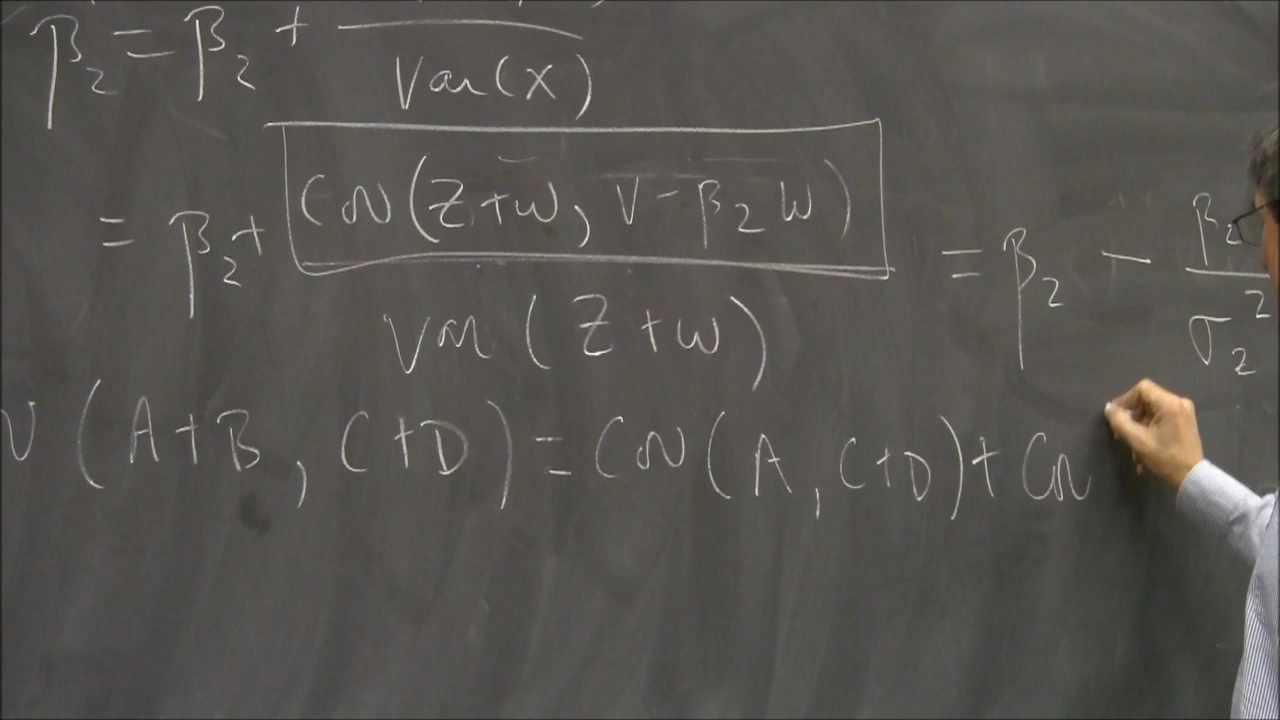 β₂ = β₂ + ―――― / Var(X)
= β₂ + Cov(Z+w, v-β₂w) / Var(Z+w) = β₂ - β₂ / σ₂²
v(A+B, C+D) = Cov(A, C+D) + Cov